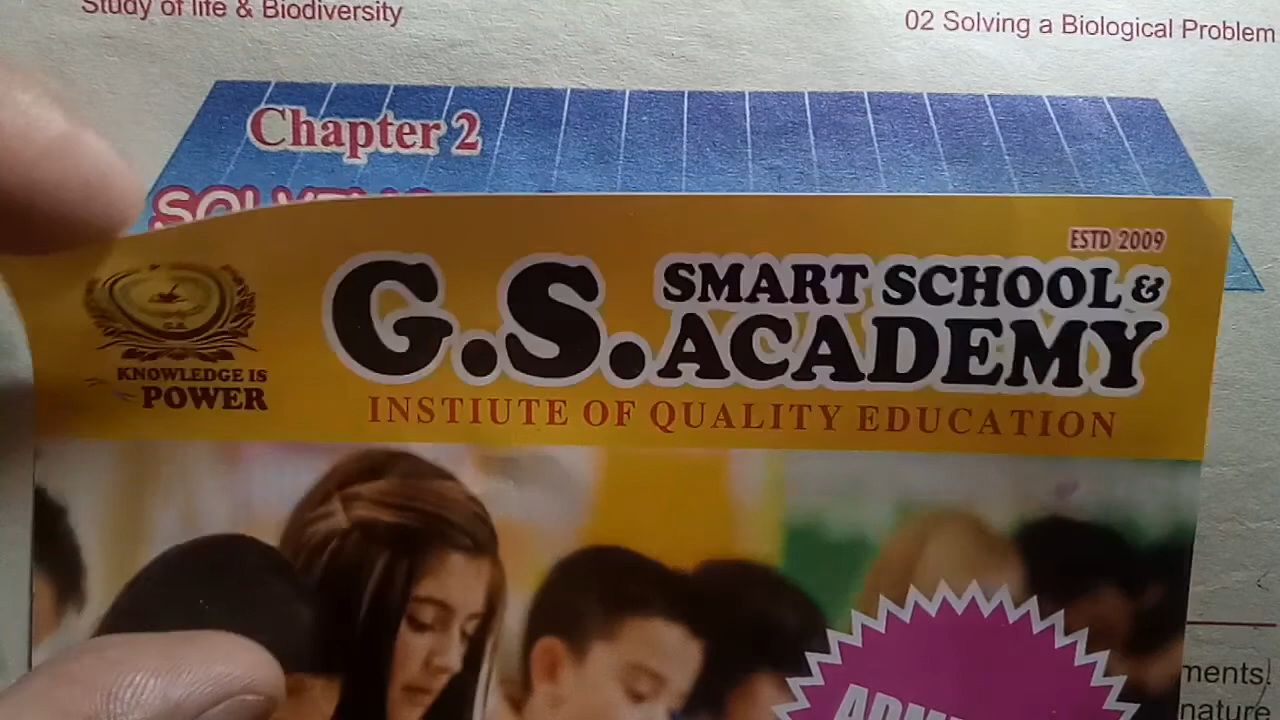 Study of life & Biodiversity
02 Solving a Biological Problem
Chapter 2
ESTD 2009
G.S. SMART SCHOOL &
ACADEMY
KNOWLEDGE IS
POWER
INSTIUTE OF QUALITY EDUCATION
ments.
nature